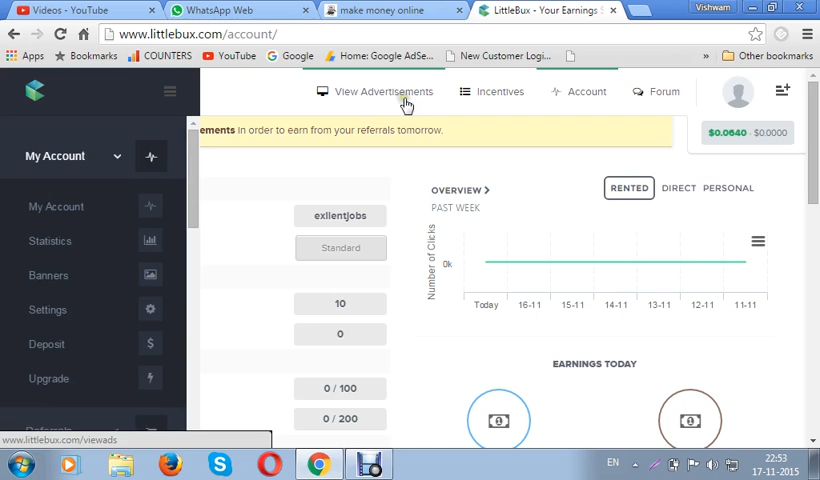 Videos - YouTube
WhatsApp Web
make money online
LittleBux - Your Earnings S
Vishwam
www.littlebux.com/account/
Apps
Bookmarks
COUNTERS
YouTube
Google
Home: Google AdSe...
New Customer Logi...
»
Other bookmarks
View Advertisements
Incentives
Account
Forum
ements in order to earn from your referrals tomorrow.
$0.0640 - $0.0000
My Account
My Account
Statistics
Banners
Settings
Deposit
Upgrade
exllentjobs
Standard
10
0
0 / 100
0 / 200
OVERVIEW
PAST WEEK
RENTED
DIRECT
PERSONAL
Number of Clicks
0k
Today
16-11
15-11
14-11
13-11
12-11
11-11
EARNINGS TODAY
www.littlebux.com/viewads
EN
22:53
17-11-2015